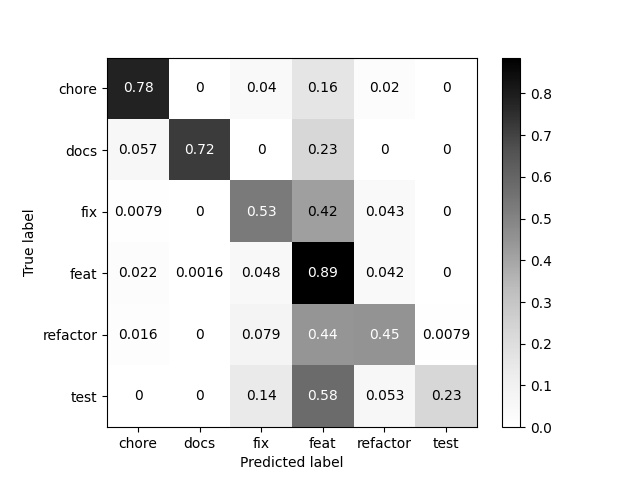 chore 0.78 0 0.04 0.16 0.02 0
docs 0.057 0.72 0 0.23 0 0
fix 0.0079 0 0.53 0.42 0.043 0
feat 0.022 0.0016 0.048 0.89 0.042 0
refactor 0.016 0 0.079 0.44 0.45 0.0079
test 0 0 0.14 0.58 0.053 0.23
chore docs fix feat refactor test
Predicted label
True label
0.8
0.7
0.6
0.5
0.4
0.3
0.2
0.1
0.0